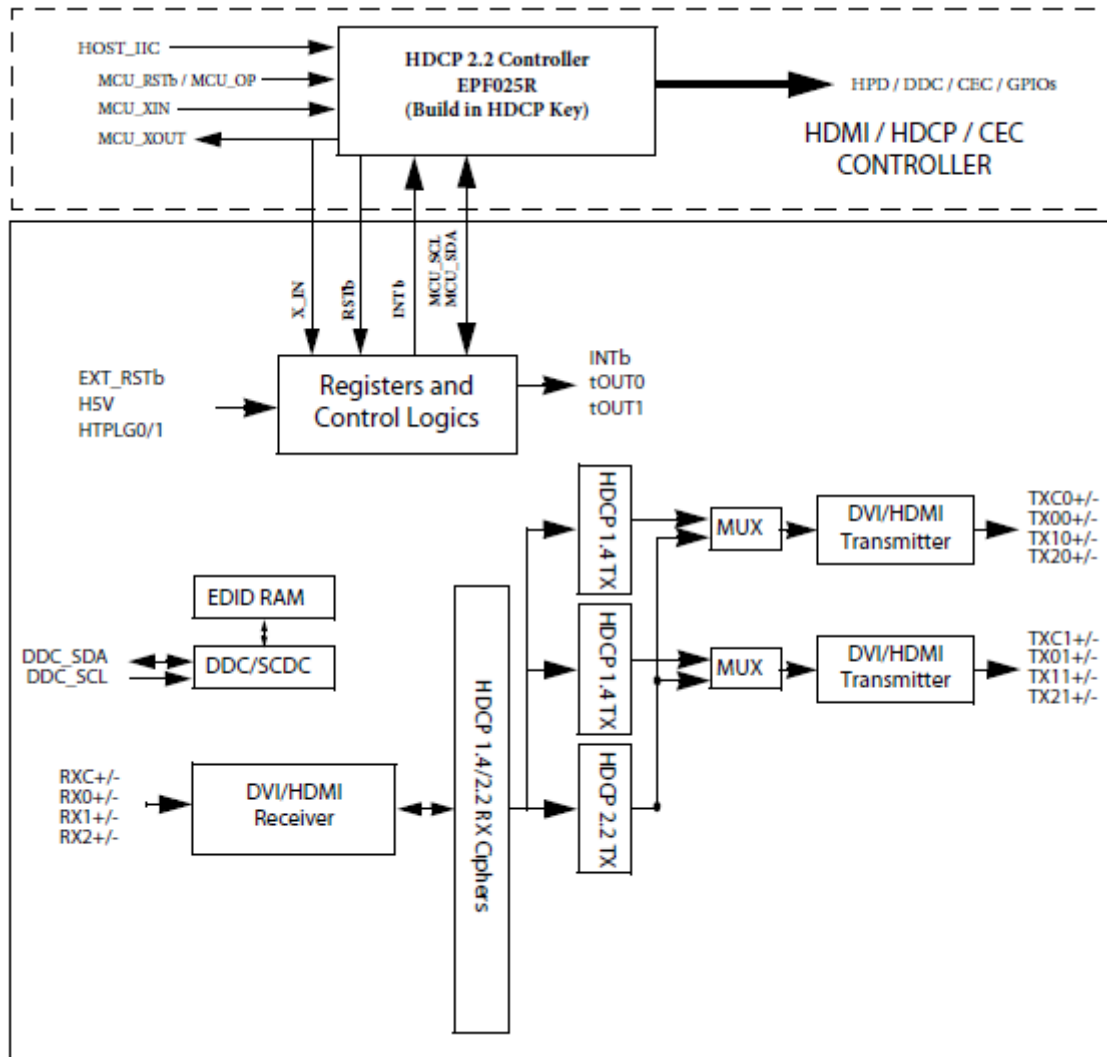 HOST_IIC
MCU_RSTb / MCU_OP
MCU_XIN
MCU_XOUT
HDCP 2.2 Controller
EPF025R
(Build in HDCP Key)
HPD / DDC / CEC / GPIOs
HDMI / HDCP / CEC
CONTROLLER
X_IN
RSTb
INTb
MCU_SCL
MCU_SDA
EXT_RSTb
H5V
HTPLG0/1
Registers and
Control Logics
INTb
tOUT0
tOUT1
EDID RAM
DDC_SDA
DDC_SCL
DDC/SCDC
RXC+/-
RX0+/-
RX1+/-
RX2+/-
DVI/HDMI
Receiver
HDCP 1.4/2.2 RX Ciphers
HDCP 1.4 TX
HDCP 1.4 TX
HDCP 2.2 TX
MUX
DVI/HDMI
Transmitter
TXC0+/-
TX00+/-
TX10+/-
TX20+/-
MUX
DVI/HDMI
Transmitter
TXC1+/-
TX01+/-
TX11+/-
TX21+/-